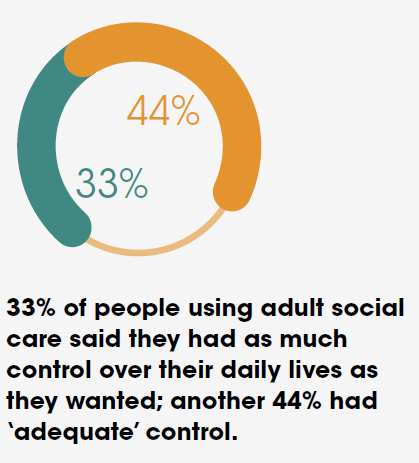 44%
33%
33% of people using adult social
care said they had as much
control over their daily lives as
they wanted; another 44% had
‘adequate’ control.